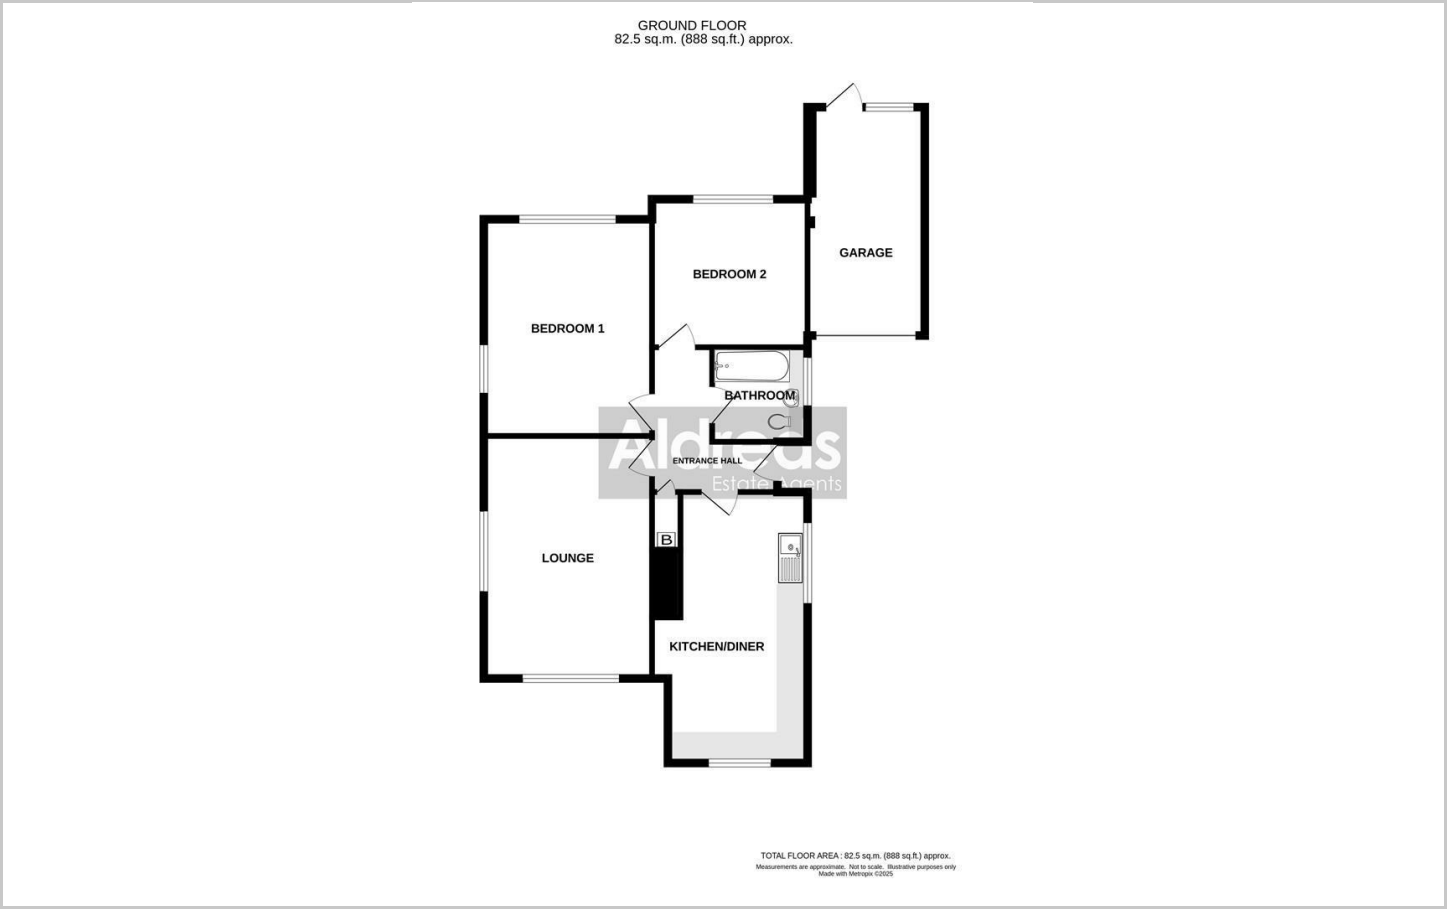 GROUND FLOOR
82.5 sq.m. (888 sq.ft.) approx.
GARAGE
BEDROOM 2
BEDROOM 1
BATHROOM
Aldreds
ENTRANCE HALL
Estate Agents
B
LOUNGE
KITCHEN/DINER
TOTAL FLOOR AREA : 82.5 sq.m. (888 sq.ft.) approx.
Measurements are approximate. Not to scale. Illustrative purposes only
Made with Metropix ©2025